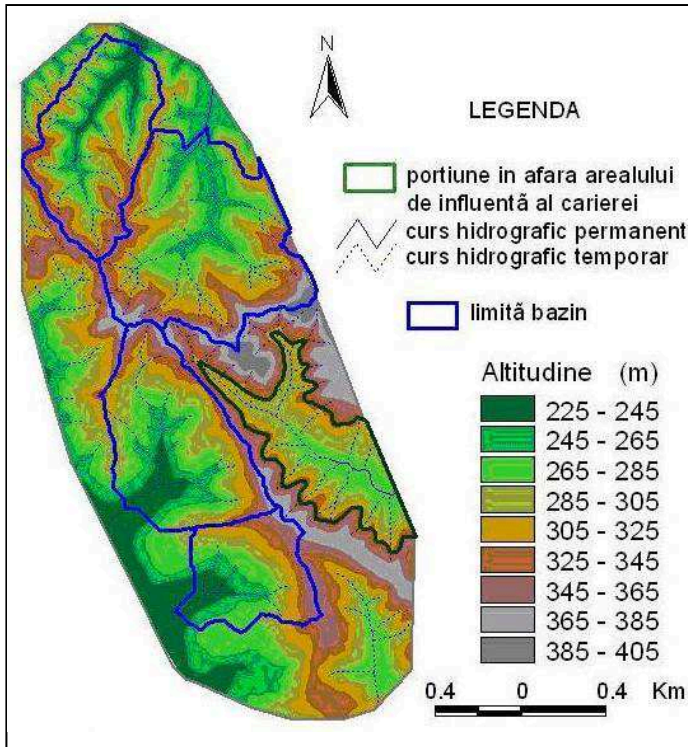 N
LEGENDA
portiune in afara arealului
de influentã al carierei
curs hidrografic permanent
curs hidrografic temporar
limitã bazin
Altitudine (m)
225 - 245
245 - 265
265 - 285
285 - 305
305 - 325
325 - 345
345 - 365
365 - 385
385 - 405
0.4 0 0.4 Km